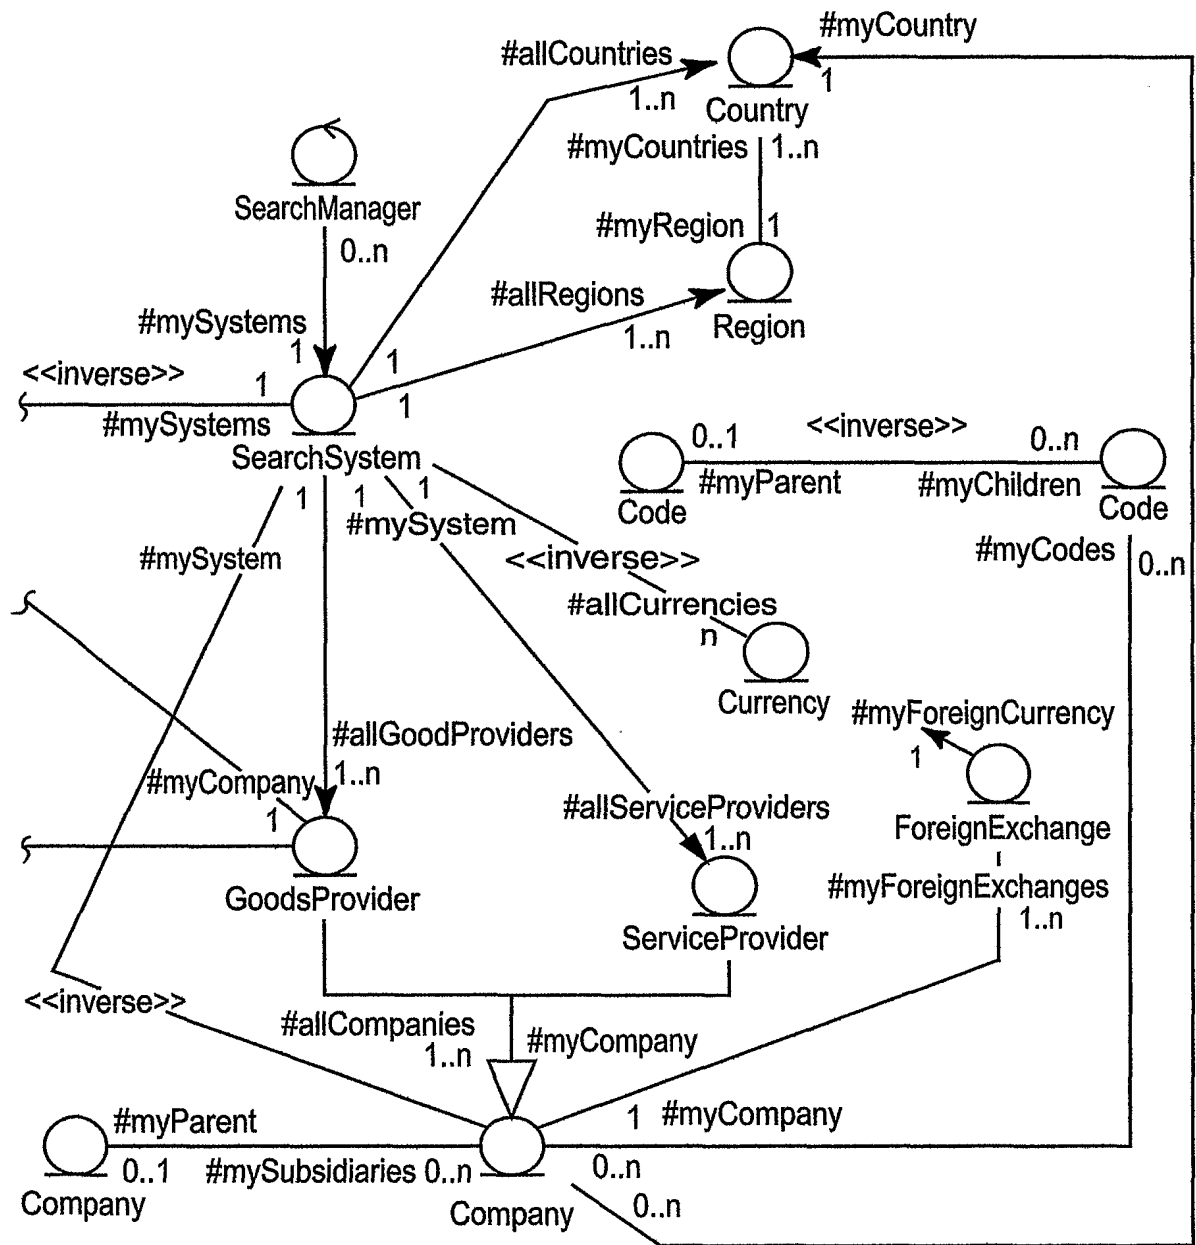 #myCountry
#allCountries
1
1..n
Country
#myCountries 1..n
SearchManager
0..n
#myRegion 1
#allRegions
1..n
Region
#mySystems
1
1
<<inverse>>
1
1
#mySystems
SearchSystem
0..1
<<inverse>>
0..n
#myParent
#myChildren
Code
Code
1
1
1
#mySystem
#mySystem
<<inverse>>
#myCodes
0..n
#allCurrencies
n
Currency
#myForeignCurrency
1
#allGoodProviders
1..n
#myCompany
1
#allServiceProviders
1..n
ForeignExchange
GoodsProvider
#myForeignExchanges
1..n
ServiceProvider
<<inverse>>
#allCompanies
1..n
#myCompany
#myParent
1 #myCompany
0..1
#mySubsidiaries 0..n
0..n
Company
Company
0..n